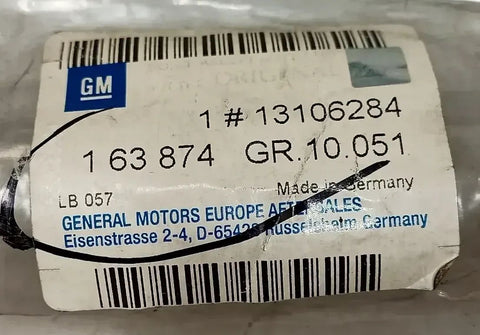 GM
1 # 13106284
1 63 874 GR.10.051
LB 057
Made in Germany
GENERAL MOTORS EUROPE AFTERSALES
Eisenstrasse 2-4, D-65428 Rüsselsheim Germany